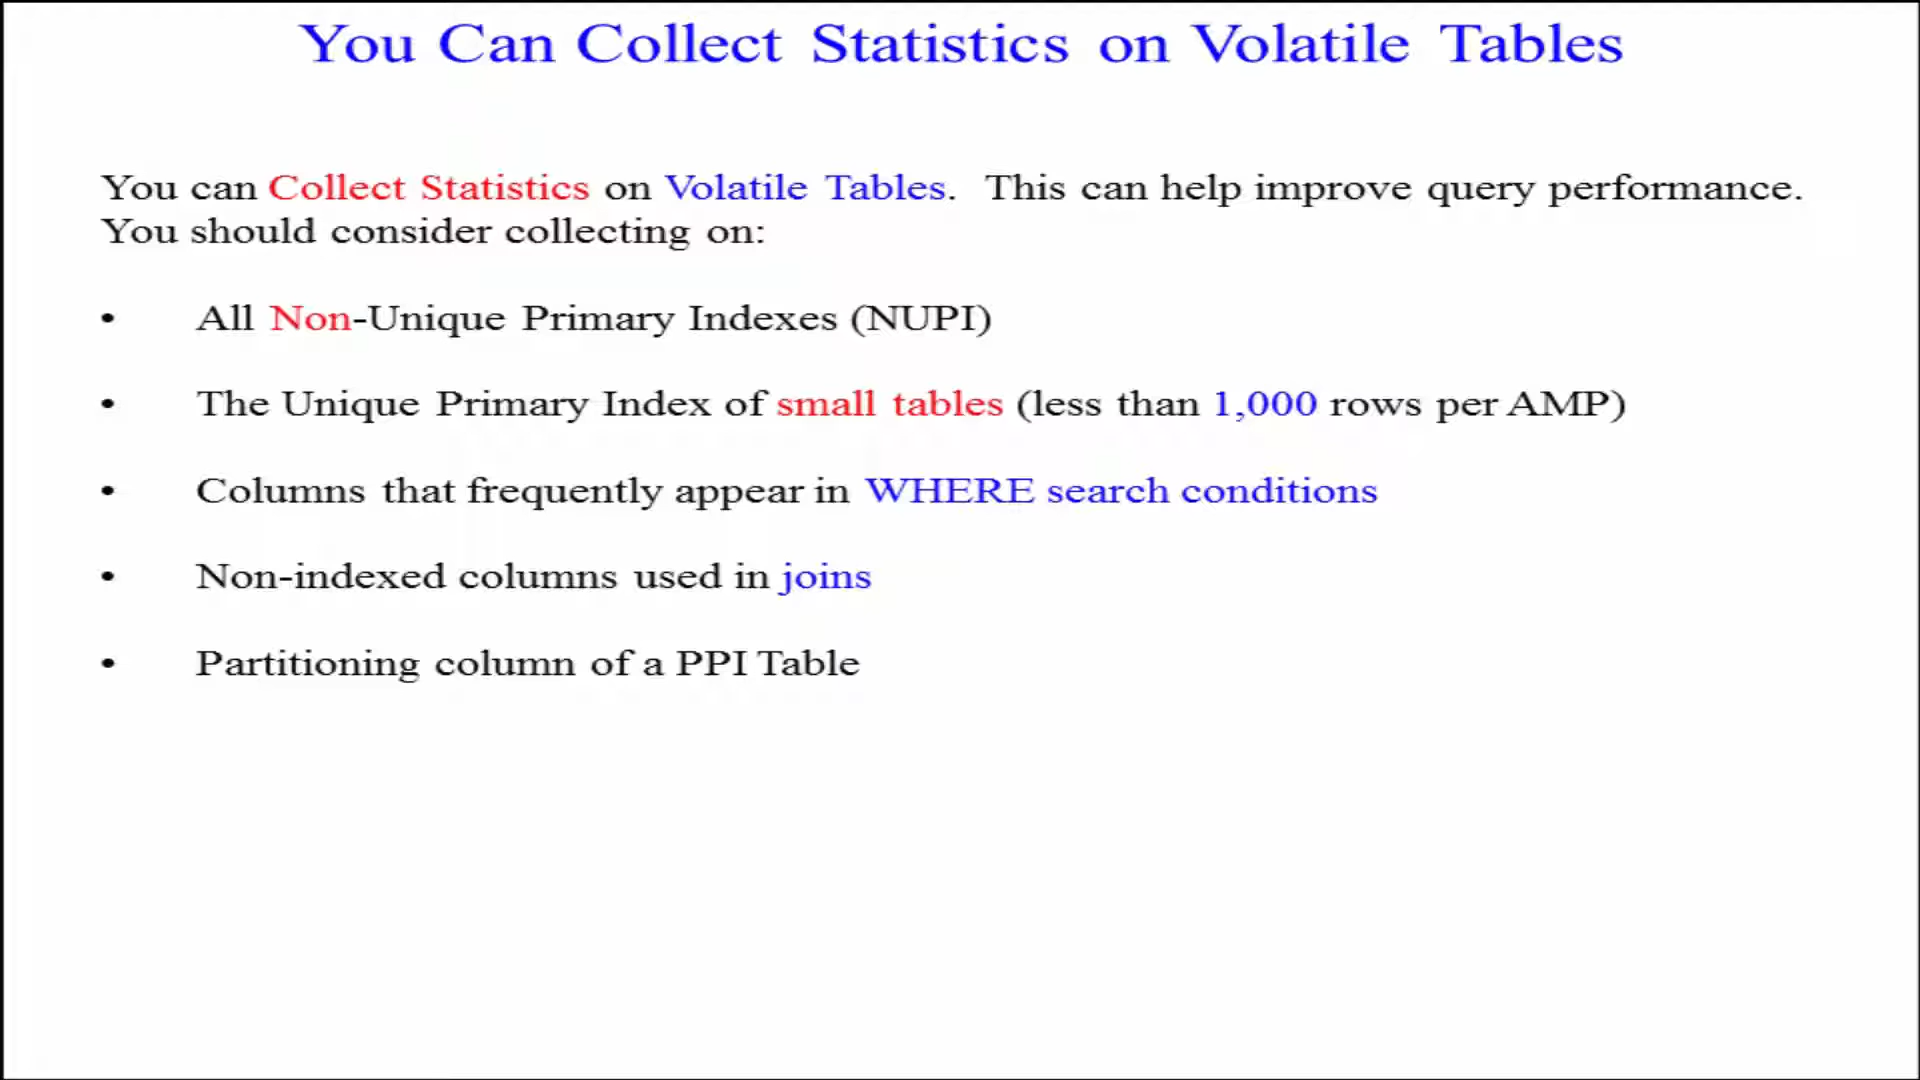 You Can Collect Statistics on Volatile Tables
You can Collect Statistics on Volatile Tables. This can help improve query performance.
You should consider collecting on:
• All Non-Unique Primary Indexes (NUPI)
• The Unique Primary Index of small tables (less than 1,000 rows per AMP)
• Columns that frequently appear in WHERE search conditions
• Non-indexed columns used in joins
• Partitioning column of a PPI Table